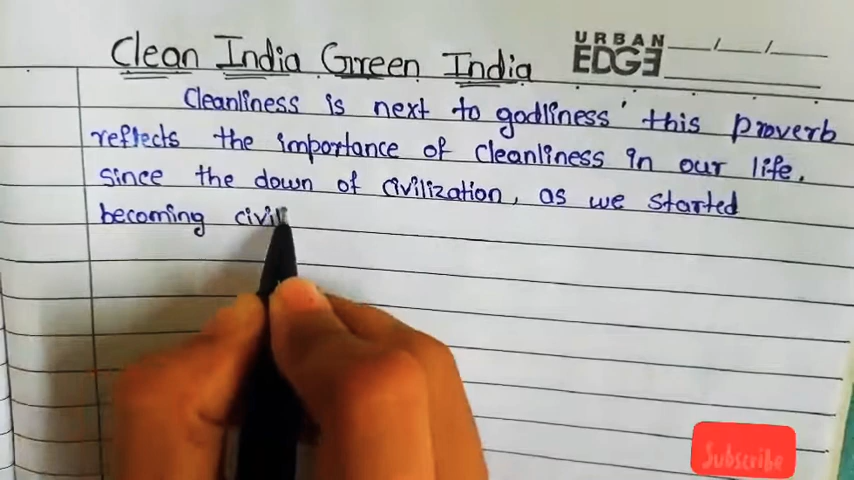 Clean India Green India
URBAN
EDGE
Cleanliness is next to godliness' this proverb
reflects the importance of cleanliness in our life.
since the down of civilization, as we started
becoming civil
Subscribe